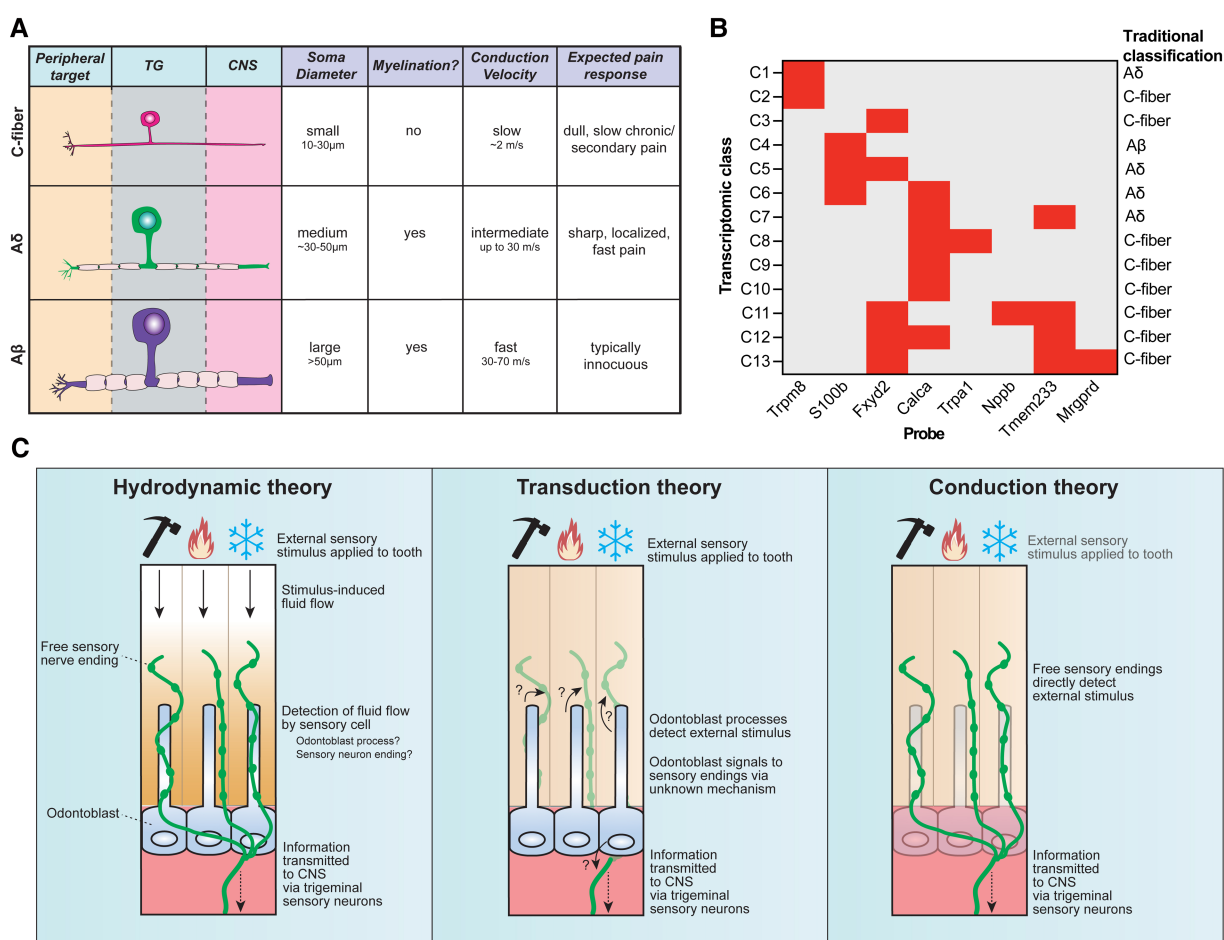 A
Peripheral
target
TG
CNS
Soma
Diameter
Myelination?
Conduction
Velocity
Expected pain
response
C-fiber
small
10-30µm
no
slow
~2 m/s
dull, slow chronic/
secondary pain
Aδ
medium
~30-50µm
yes
intermediate
up to 30 m/s
sharp, localized,
fast pain
Aβ
large
>50µm
yes
fast
30-70 m/s
typically
innocuous
B
Traditional
classification
Transcriptomic class
C1
Aδ
C2
C-fiber
C3
C-fiber
C4
Aβ
C5
Aδ
C6
Aδ
C7
Aδ
C8
C-fiber
C9
C-fiber
C10
C-fiber
C11
C-fiber
C12
C-fiber
C13
C-fiber
Trpm8
S100b
Fxyd2
Calca
Trpa1
Nppb
Tmem233
Mrgprd
Probe
C
Hydrodynamic theory
External sensory
stimulus applied to tooth
Stimulus-induced
fluid flow
Free sensory
nerve ending
Detection of fluid flow
by sensory cell
Odontoblast process?
Sensory neuron ending?
Odontoblast
Information
transmitted
to CNS
via trigeminal
sensory neurons
Transduction theory
External sensory
stimulus applied to tooth
?
?
?
Odontoblast processes
detect external stimulus
Odontoblast signals to
sensory endings via
unknown mechanism
?
Information
transmitted
to CNS
via trigeminal
sensory neurons
Conduction theory
External sensory
stimulus applied to tooth
Free sensory endings
directly detect
external stimulus
Information
transmitted
to CNS
via trigeminal
sensory neurons